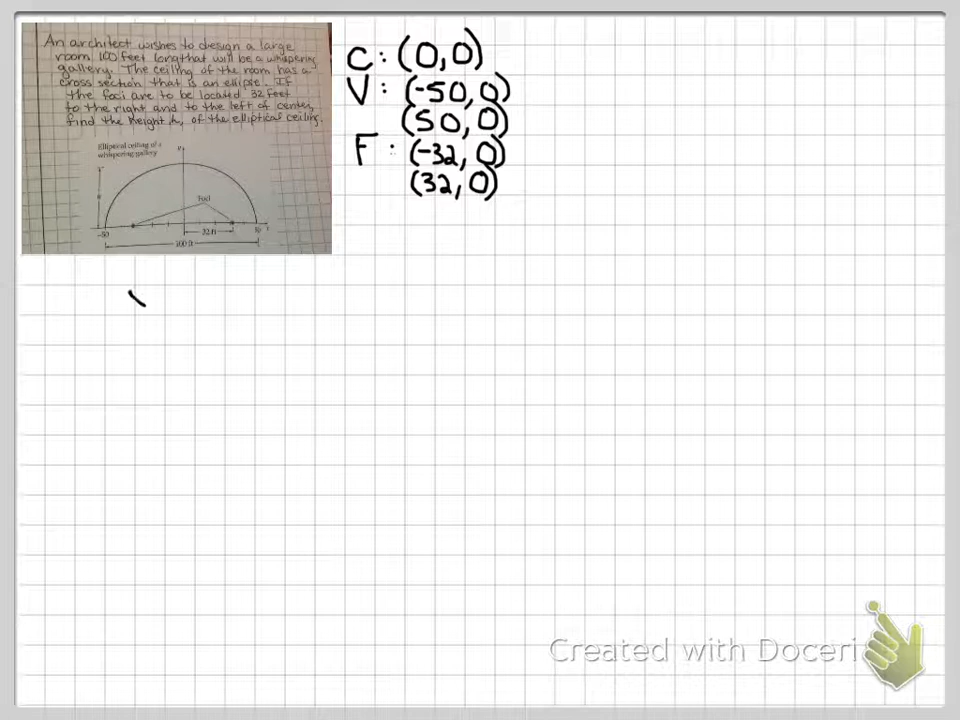 An architect wishes to design a large
room 100 feet long that will be a whispering
gallery. The ceiling of the room has a
cross section that is an ellipse. If
the foci are to be located 32 feet
to the right and to the left of center,
find the height h, of the elliptical ceiling.
Elliptical ceiling of a
whispering gallery
Foci
32 ft
-50
50
100 ft
C: (0,0)
V: (-50,0)
(50,0)
F: (-32,0)
(32,0)
Created with Doceri